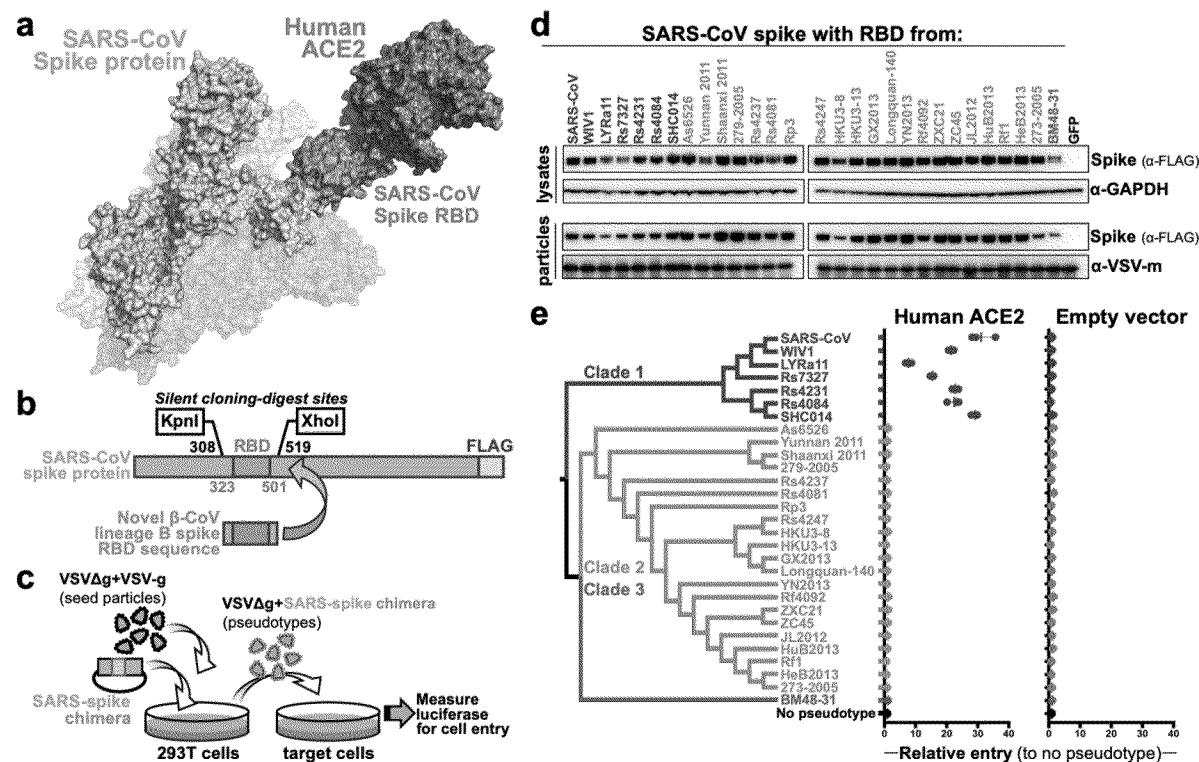 a
SARS-CoV
Spike protein
Human
ACE2
SARS-CoV
Spike RBD
b
Silent cloning-digest sites
KpnI
XhoI
308
RBD
519
FLAG
SARS-CoV
spike protein
323
501
Novel β-CoV
lineage B spike
RBD sequence
c
VSVΔg+VSV-g
(seed particles)
VSVΔg+SARS-spike chimera
(pseudotypes)
SARS-spike
chimera
293T cells
target cells
Measure
luciferase
for cell entry
d
SARS-CoV spike with RBD from:
SARS-CoV
WIV1
LYRa11
Rs7327
Rs4231
Rs4084
SHC014
As6526
Yunnan 2011
Shaanxi 2011
279-2005
Rs4237
Rs4081
Rp3
Rs4247
HKU3-8
HKU3-13
GX2013
Longquan-140
YN2013
Rf4092
ZXC21
ZC45
JL2012
HuB2013
Rf1
HeB2013
273-2005
BM48-31
GFP
lysates
Spike (α-FLAG)
α-GAPDH
particles
Spike (α-FLAG)
α-VSV-m
e
Human ACE2
Empty vector
Clade 1
SARS-CoV
WIV1
LYRa11
Rs7327
Rs4231
Rs4084
SHC014
As6526
Yunnan 2011
Shaanxi 2011
279-2005
Rs4237
Rs4081
Rp3
Rs4247
HKU3-8
HKU3-13
GX2013
Longquan-140
Clade 2
Clade 3
YN2013
Rf4092
ZXC21
ZC45
JL2012
HuB2013
Rf1
HeB2013
273-2005
BM48-31
No pseudotype
0 10 20 30 40
0 10 20 30 40
Relative entry (to no pseudotype)